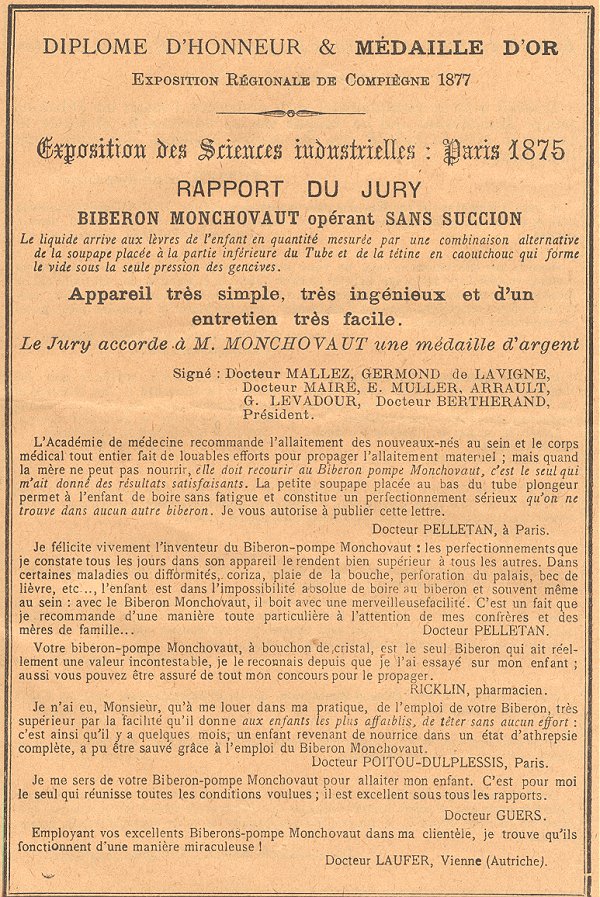 DIPLOME D'HONNEUR & MÉDAILLE D'OR
EXPOSITION RÉGIONALE DE COMPIÈGNE 1877
Exposition des Sciences industrielles : Paris 1875
RAPPORT DU JURY
BIBERON MONCHOVAUT opérant SANS SUCCION
Le liquide arrive aux lèvres de l'enfant en quantité mesurée par une combinaison alternative
de la soupape placée à la partie inférieure du Tube et de la tétine en caoutchouc qui forme
le vide sous la seule pression des gencives.
Appareil très simple, très ingénieux et d'un
entretien très facile.
Le Jury accorde à M. MONCHOVAUT une médaille d'argent
Signé : Docteur MALLEZ, GERMOND de LAVIGNE,
Docteur MAIRE, E. MULLER, ARRAULT,
G. LEVADOUR, Docteur BERTHERAND,
Président.
L'Académie de médecine recommande l'allaitement des nouveaux-nés au sein et le corps
médical tout entier fait de louables efforts pour propager l'allaitement maternel ; mais quand
la mère ne peut pas nourrir, elle doit recourir au Biberon pompe Monchovaut, c'est le seul qui
m'ait donné des résultats satisfaisants. La petite soupape placée au bas du tube plongeur
permet à l'enfant de boire sans fatigue et constitue un perfectionnement sérieux qu'on ne
trouve dans aucun autre biberon. Je vous autorise à publier cette lettre.
Docteur PELLETAN, à Paris.
Je félicite vivement l'inventeur du Biberon-pompe Monchovaut : les perfectionnements que
je constate tous les jours dans son appareil le rendent bien supérieur à tous les autres. Dans
certaines maladies ou difformités, coriza, plaie de la bouche, perforation du palais, bec de
lièvre, etc..., l'enfant est dans l'impossibilité absolue de boire au biberon et souvent même
au sein : avec le Biberon Monchovaut, il boit avec une merveilleusefacilité. C'est un fait que
je recommande d'une manière toute particulière à l'attention de mes confrères et des
mères de famille... Docteur PELLETAN.
Votre biberon-pompe Monchovaut, à bouchon de cristal, est le seul Biberon qui ait réel-
lement une valeur incontestable, je le reconnais depuis que je l'ai essayé sur mon enfant ;
aussi vous pouvez être assuré de tout mon concours pour le propager.
RICKLIN, pharmacien.
Je n'ai eu, Monsieur, qu'à me louer dans ma pratique, de l'emploi de votre Biberon, très
supérieur par la facilité qu'il donne aux enfants les plus affaiblis, de têter sans aucun effort :
c'est ainsi qu'il y a quelques mois, un enfant revenant de nourrice dans un état d'athrepsie
complète, a pu être sauvé grâce à l'emploi du Biberon Monchovaut.
Docteur POITOU-DULPLESSIS, Paris.
Je me sers de votre Biberon-pompe Monchovaut pour allaiter mon enfant. C'est pour moi
le seul qui réunisse toutes les conditions voulues ; il est excellent sous tous les rapports.
Docteur GUERS.
Employant vos excellents Biberons-pompe Monchovaut dans ma clientèle, je trouve qu'ils
fonctionnent d'une manière miraculeuse !
Docteur LAUFER, Vienne (Autriche).